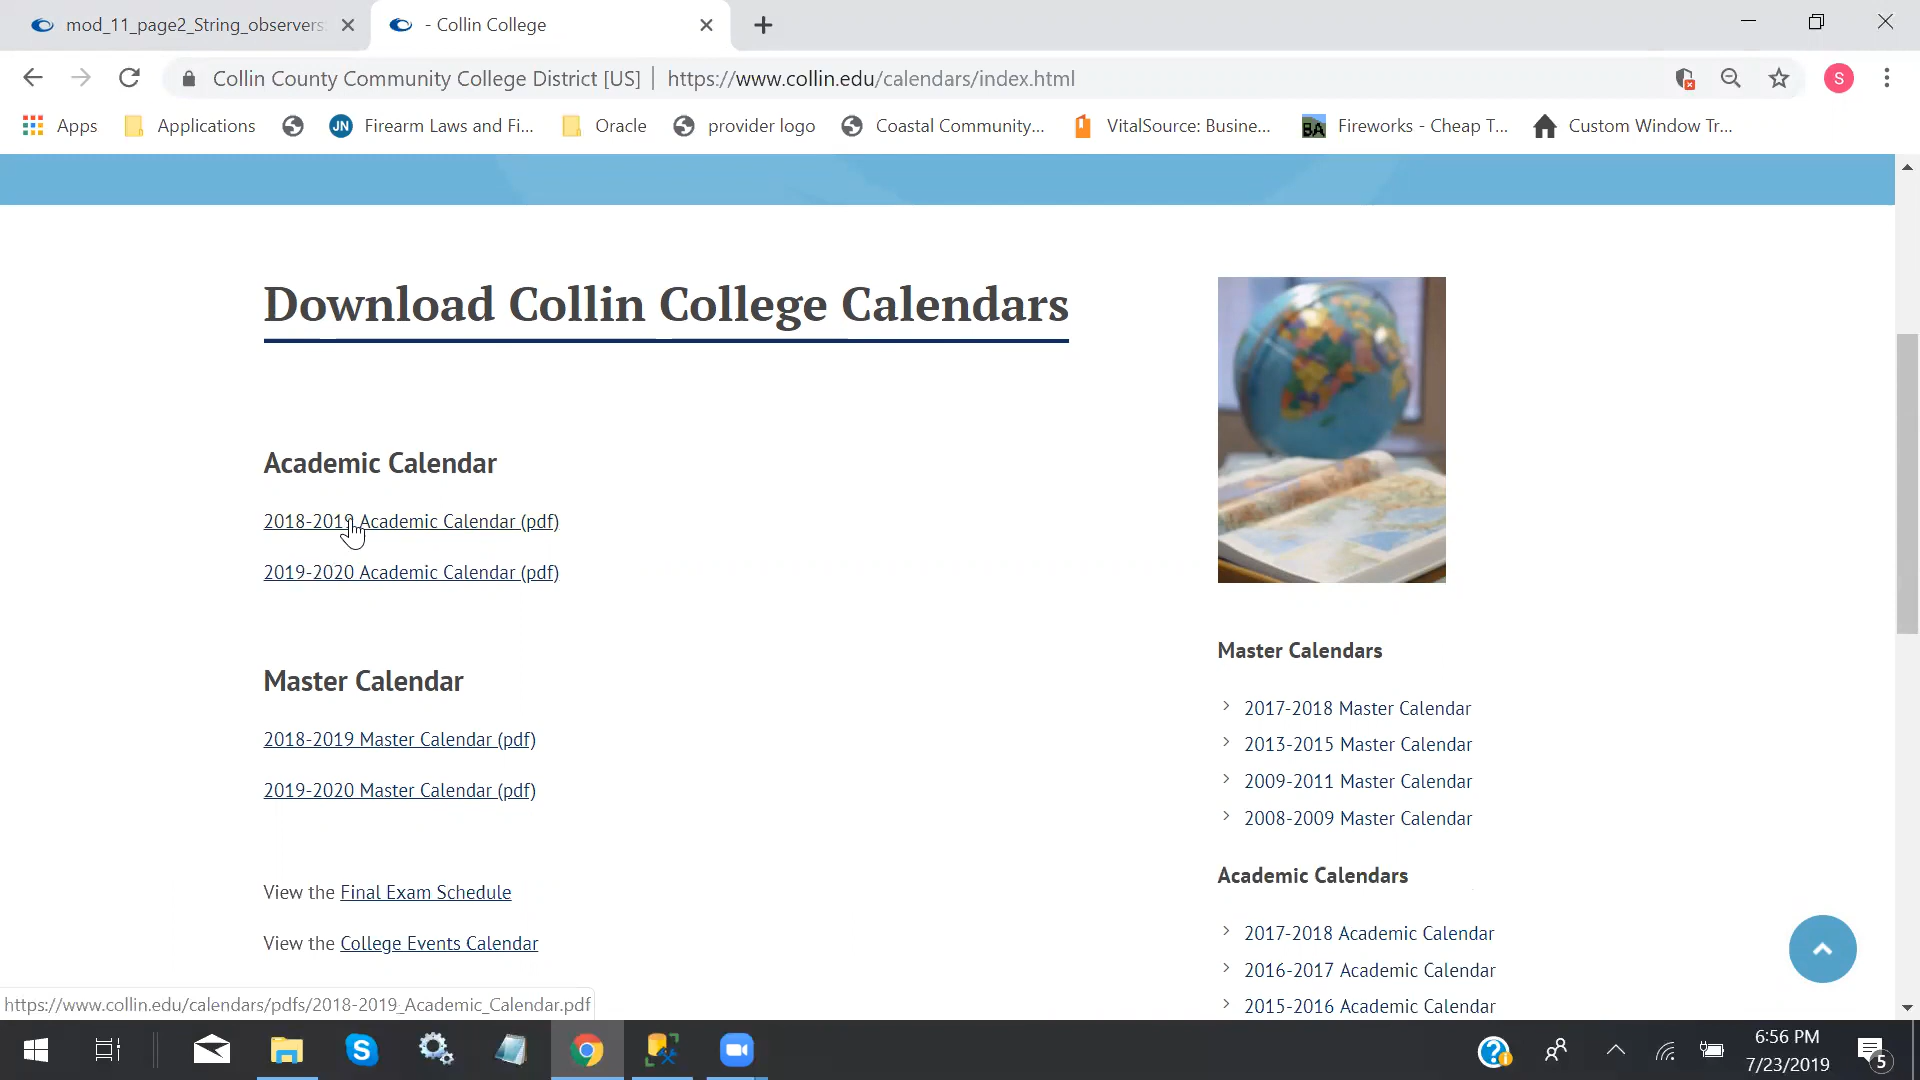 mod_11_page2_String_observers
- Collin College
Collin County Community College District [US] | https://www.collin.edu/calendars/index.html
S
Apps
Applications
JN
Firearm Laws and Fi...
Oracle
provider logo
Coastal Community...
VitalSource: Busine...
BA
Fireworks - Cheap T...
Custom Window Tr...
Download Collin College Calendars
Academic Calendar
2018-2019 Academic Calendar (pdf)
2019-2020 Academic Calendar (pdf)
Master Calendar
2018-2019 Master Calendar (pdf)
2019-2020 Master Calendar (pdf)
View the Final Exam Schedule
View the College Events Calendar
Master Calendars
2017-2018 Master Calendar
2013-2015 Master Calendar
2009-2011 Master Calendar
2008-2009 Master Calendar
Academic Calendars
2017-2018 Academic Calendar
2016-2017 Academic Calendar
2015-2016 Academic Calendar
https://www.collin.edu/calendars/pdfs/2018-2019_Academic_Calendar.pdf
6:56 PM
7/23/2019
5